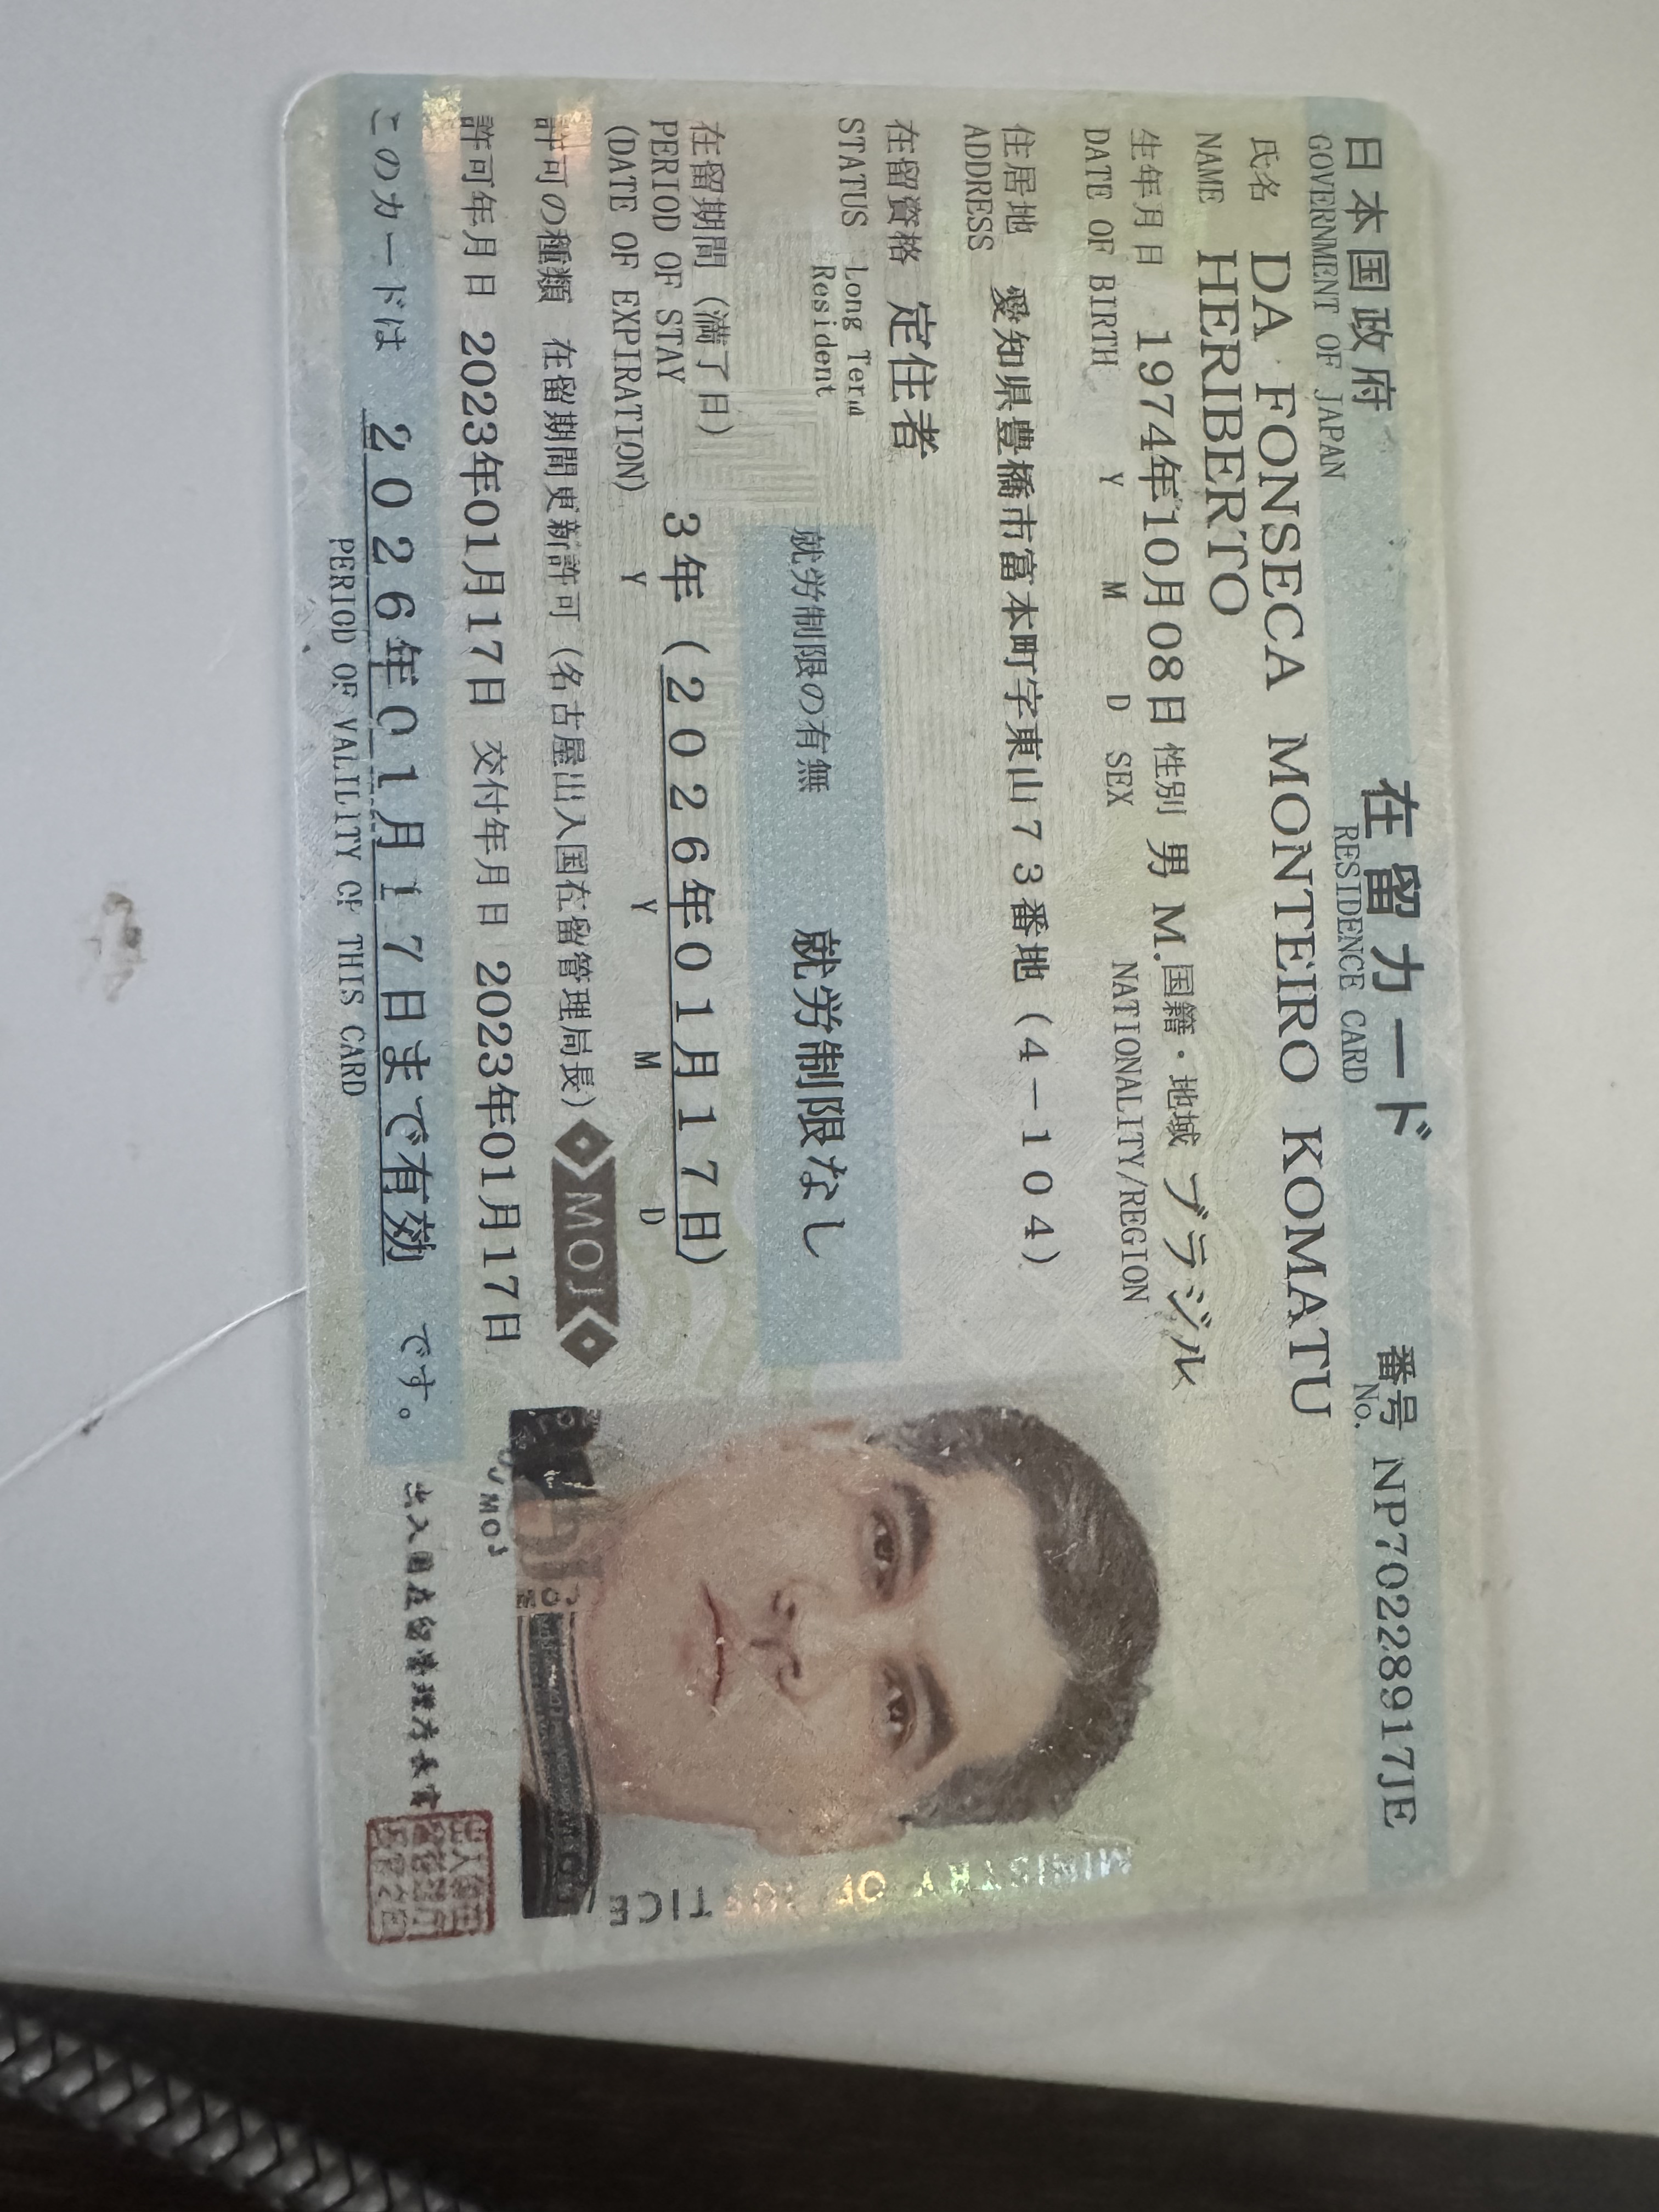 日本国政府 在留カード 番号 NP70228917JE
GOVERNMENT OF JAPAN RESIDENCE CARD No.
氏名 DA FONSECA MONTEIRO KOMATU
NAME HERIBERTO
生年月日 1974年10月08日 性別 男 M. 国籍・地域 ブラジル
DATE OF BIRTH Y M D SEX NATIONALITY/REGION
住居地 愛知県豊橋市富本町字東山73番地(4-104)
ADDRESS
在留資格 定住者
STATUS Long Term
Resident
就労制限の有無 就労制限なし
在留期間(満了日) 3年(2026年01月17日)
PERIOD OF STAY
(DATE OF EXPIRATION) Y Y M D
許可の種類 在留期間更新許可(名古屋出入国在留管理局長)
MOJ
許可年月日 2023年01月17日 交付年月日 2023年01月17日
このカードは 2026年01月17日まで有効 です。
PERIOD OF VALILITY OF THIS CARD
出入国在留管理庁長官
MOJ
MINISTRY OF JUSTICE